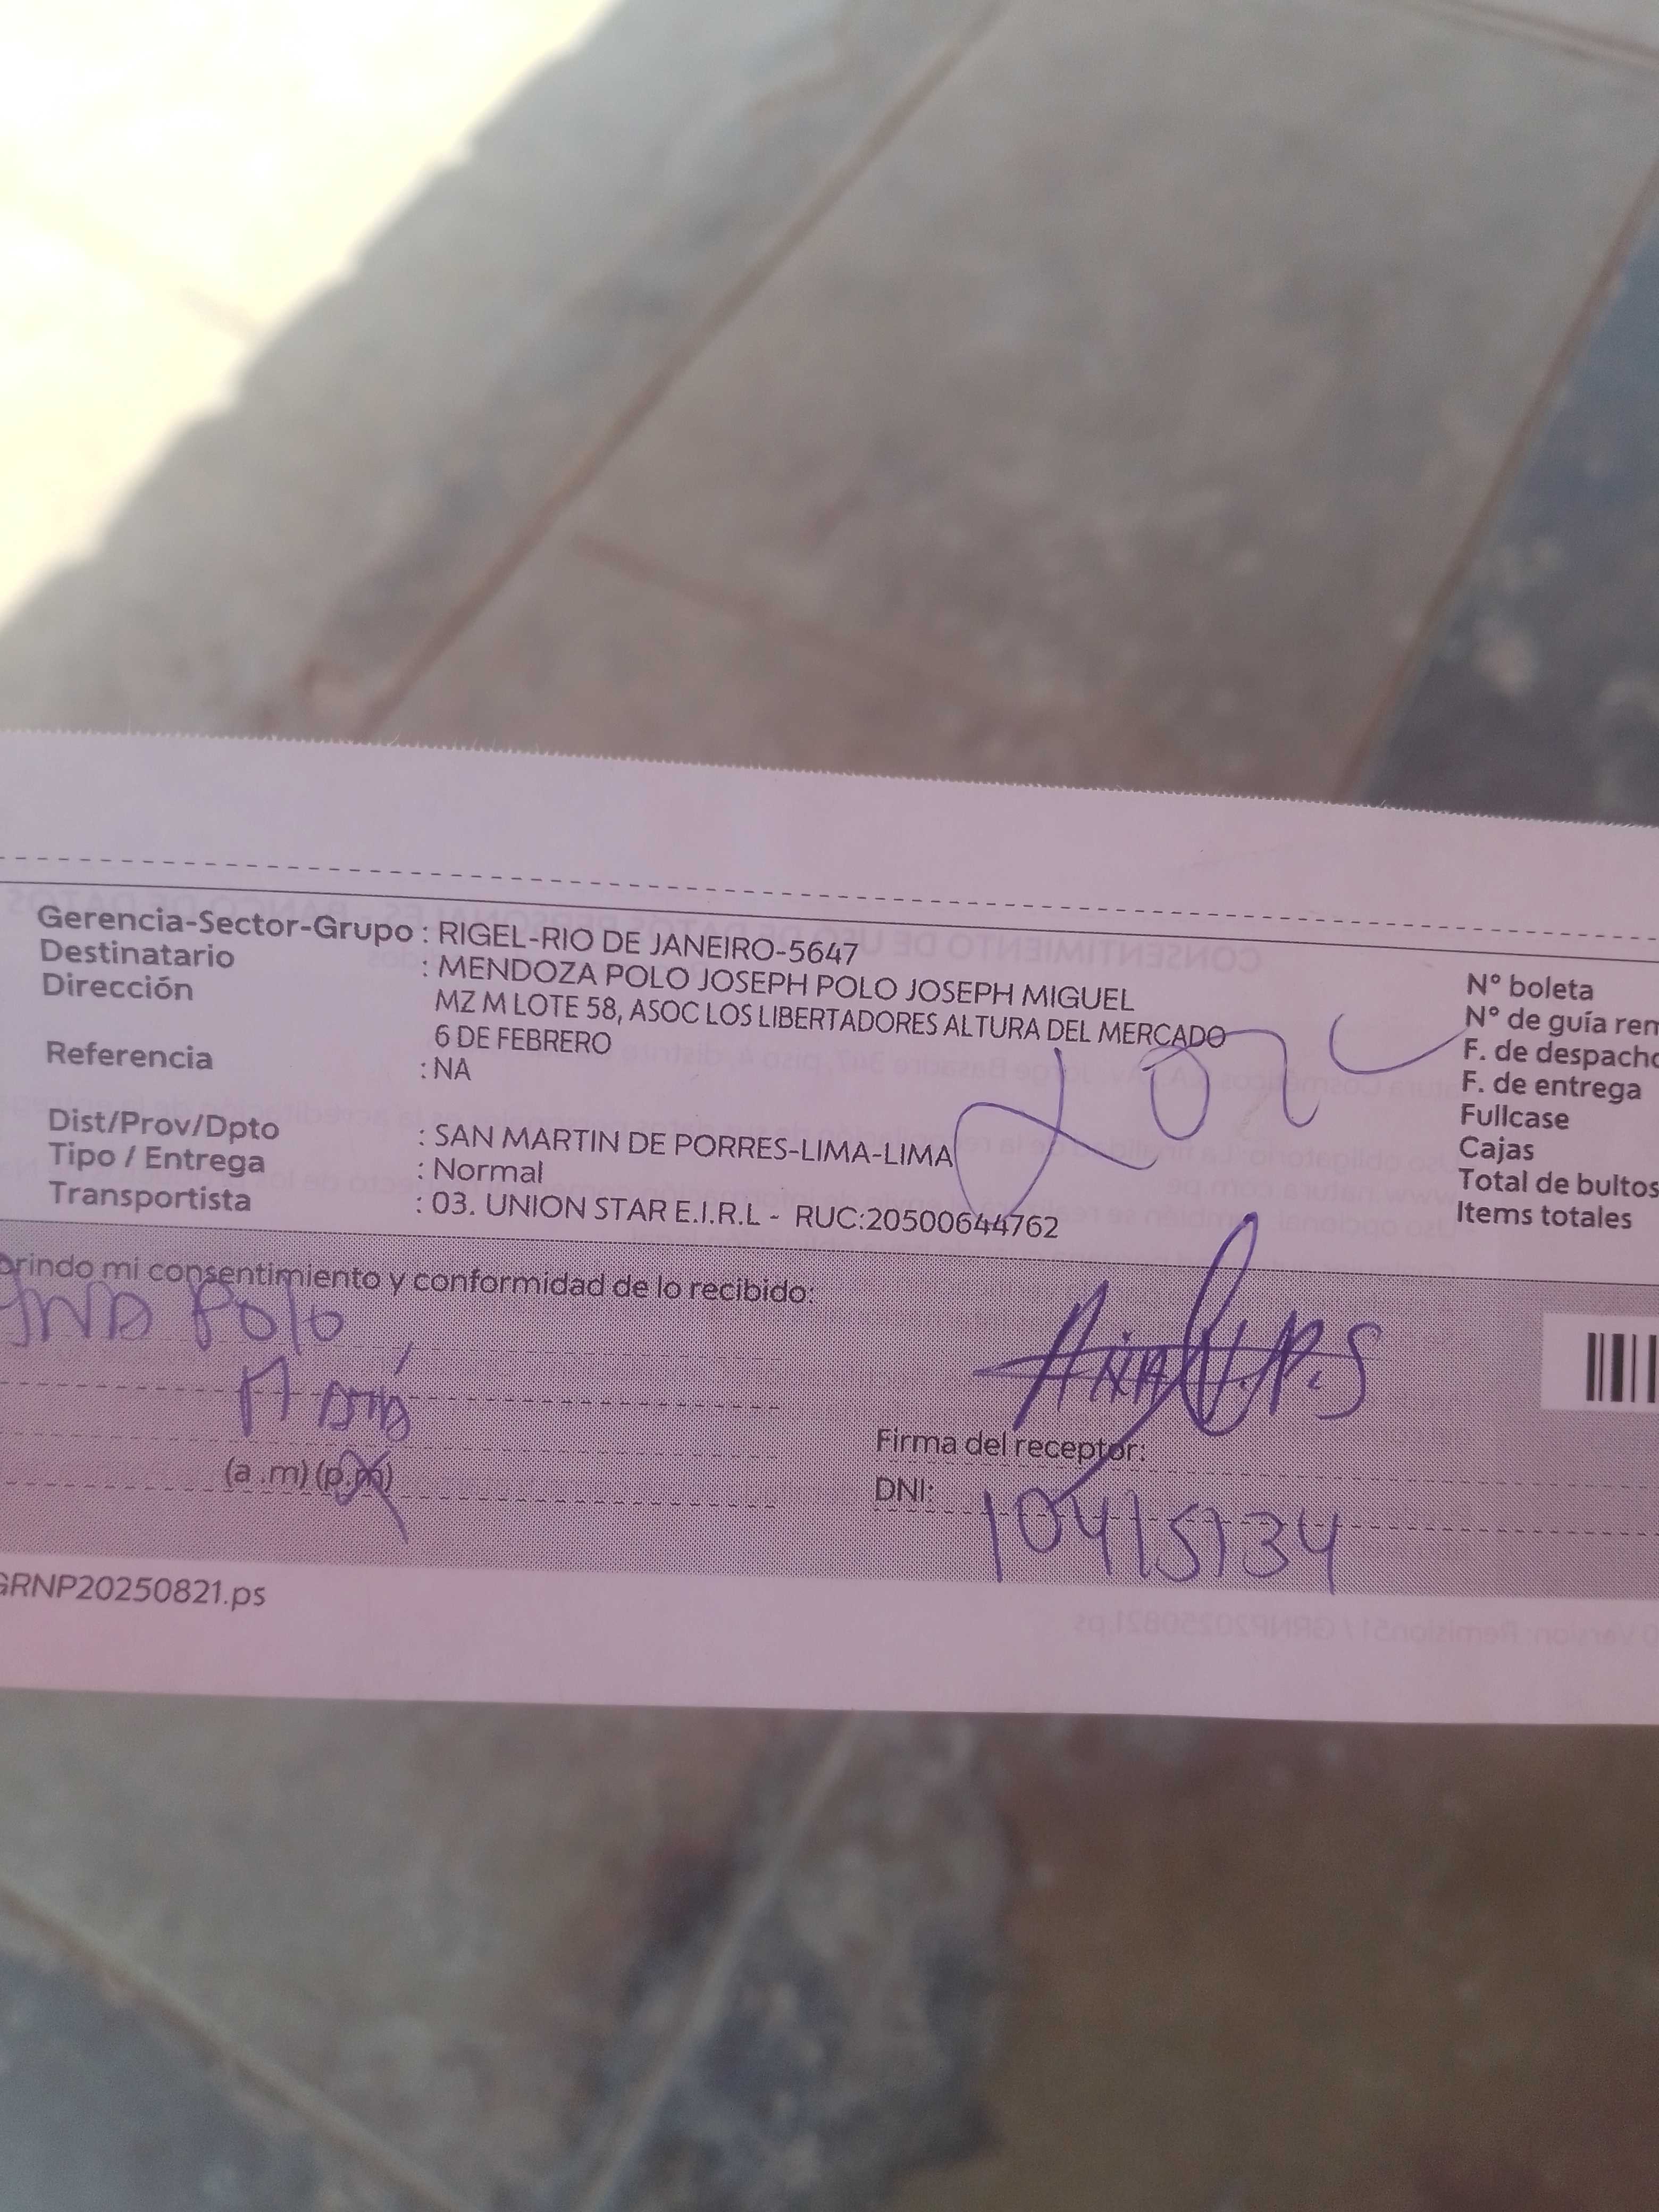 Gerencia-Sector-Grupo : RIGEL-RIO DE JANEIRO-5647
Destinatario : MENDOZA POLO JOSEPH POLO JOSEPH MIGUEL
Dirección MZ M LOTE 58, ASOC LOS LIBERTADORES ALTURA DEL MERCADO
6 DE FEBRERO
Referencia : NA
Dist/Prov/Dpto : SAN MARTIN DE PORRES-LIMA-LIMA
Tipo / Entrega : Normal
Transportista : 03. UNION STAR E.I.R.L - RUC:20500644762
Nº boleta
Nº de guía rem
F. de despacho
F. de entrega
Fullcase
Cajas
Total de bultos
Items totales
brindo mi consentimiento y conformidad de lo recibido:
Polo
(a .m) (p.m)
Firma del receptor:
DNI: 10415134
GRNP20250821.ps